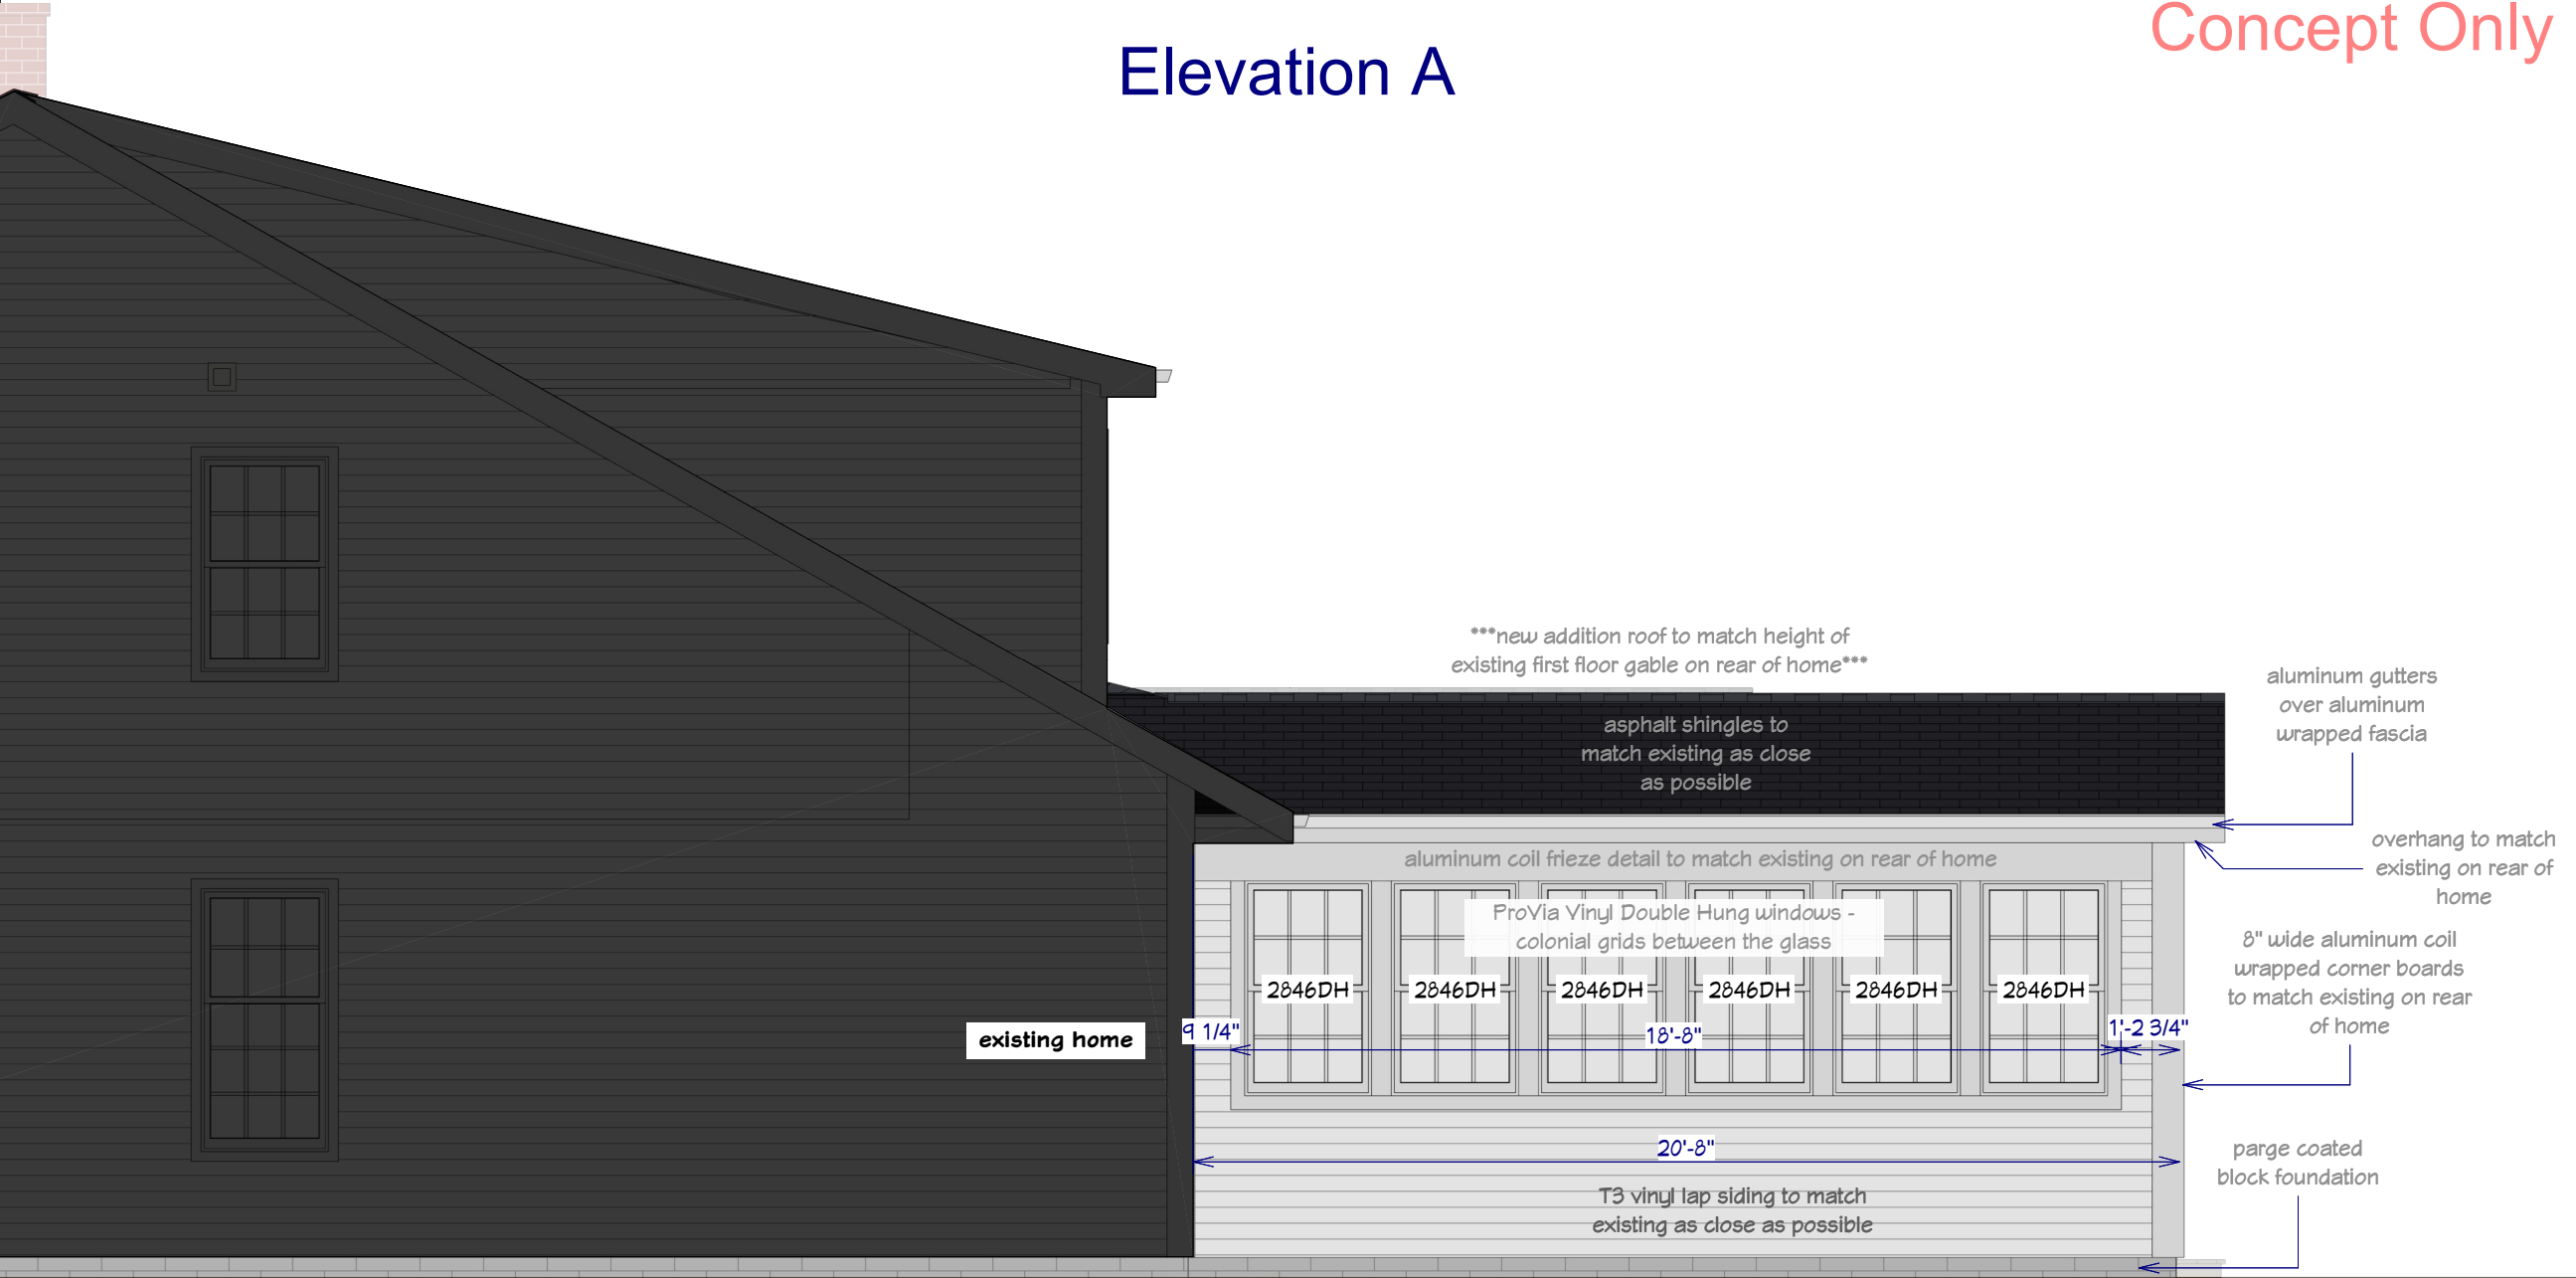 Concept Only
Elevation A
***new addition roof to match height of
existing first floor gable on rear of home***
aluminum gutters
over aluminum
wrapped fascia
asphalt shingles to
match existing as close
as possible
overhang to match
existing on rear of
home
aluminum coil frieze detail to match existing on rear of home
ProVia Vinyl Double Hung windows -
colonial grids between the glass
8" wide aluminum coil
wrapped corner boards
to match existing on rear
of home
2846DH 2846DH 2846DH 2846DH 2846DH 2846DH
existing home
9 1/4" 18'-8" 1'-2 3/4"
20'-8"
parge coated
block foundation
T3 vinyl lap siding to match
existing as close as possible